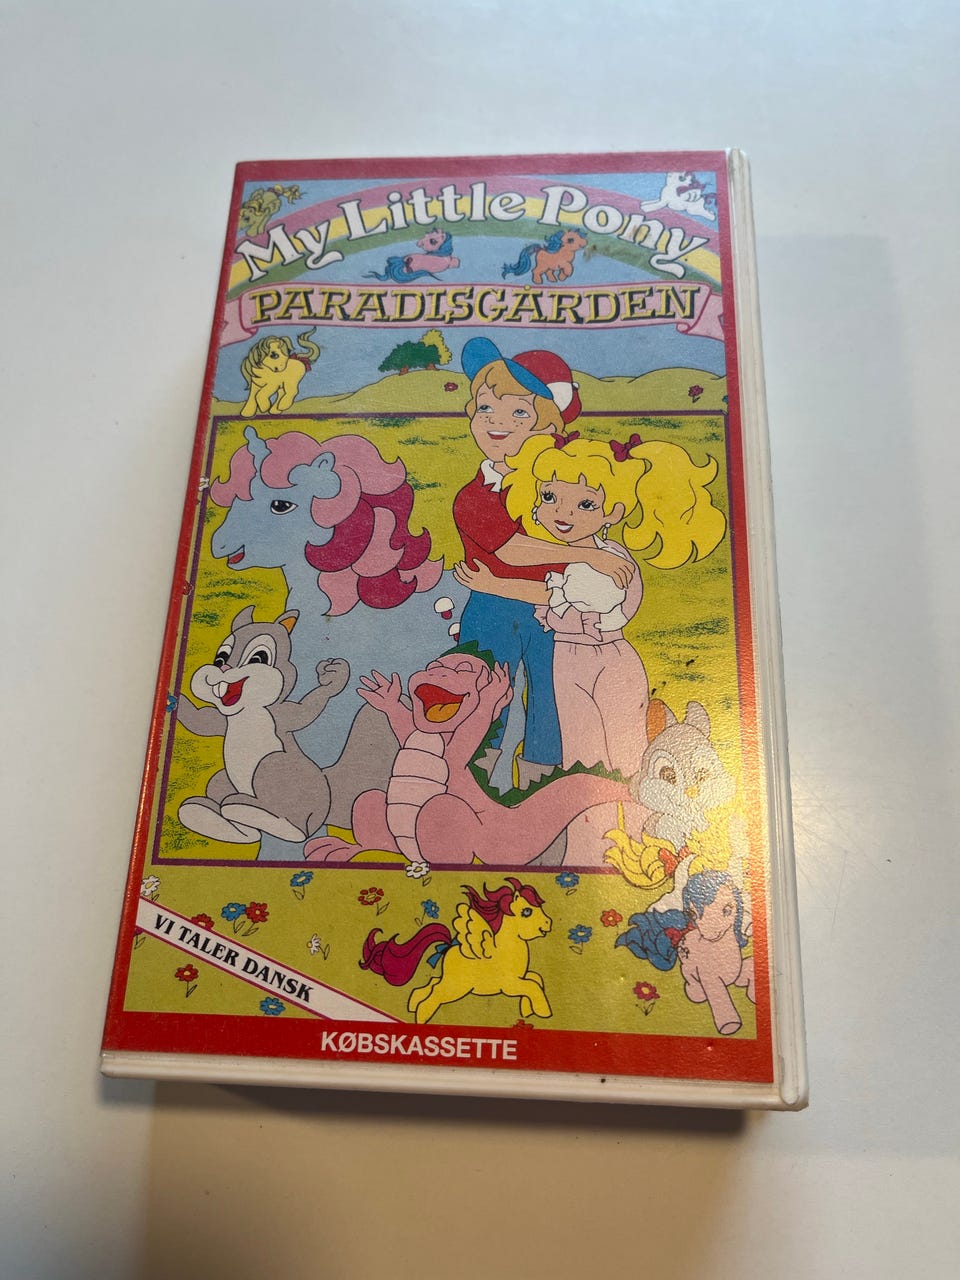 My Little Pony
PARADISGÅRDEN
VI TALER DANSK
KØBSKASSETTE